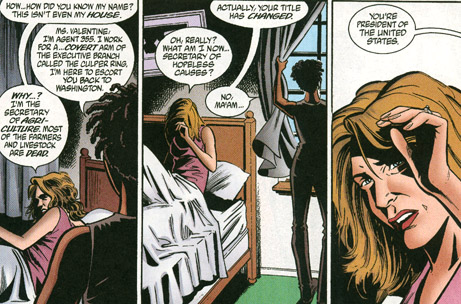 HOW...HOW DID YOU KNOW MY NAME?
THIS ISN'T EVEN MY HOUSE.
MS. VALENTINE,
I'M AGENT 355. I WORK
FOR A...COVERT ARM OF
THE EXECUTIVE BRANCH
CALLED THE CULPER RING.
I'M HERE TO ESCORT
YOU BACK TO
WASHINGTON.
WHY..?
I'M THE
SECRETARY
OF AGRI-
CULTURE. MOST
OF THE FARMERS
AND LIVESTOCK
ARE DEAD.
ACTUALLY, YOUR TITLE
HAS CHANGED.
OH, REALLY?
WHAT AM I NOW...
SECRETARY OF
HOPELESS
CAUSES?
NO,
MA'AM...
YOU'RE
PRESIDENT OF
THE UNITED
STATES.